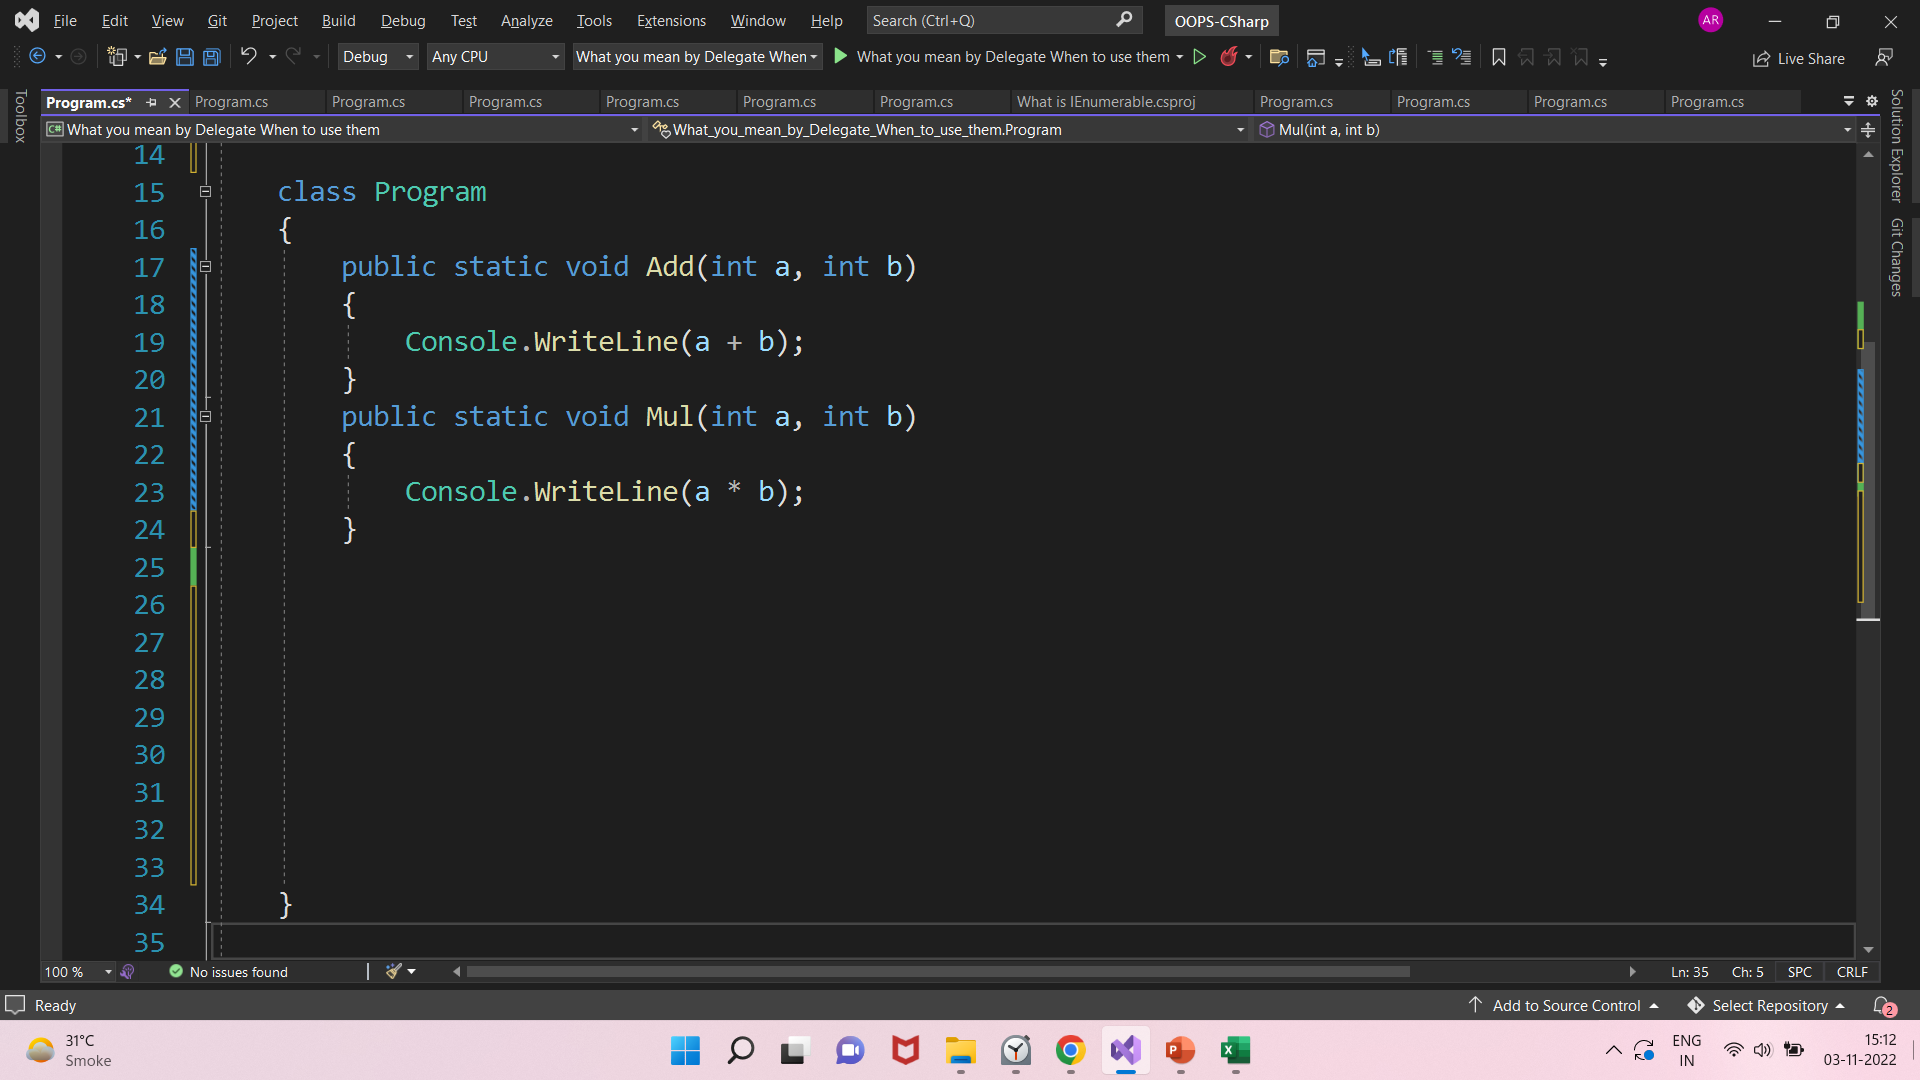 File Edit View Git Project Build Debug Test Analyze Tools Extensions Window Help Search (Ctrl+Q) OOPS-CSharp AR
Debug Any CPU What you mean by Delegate When What you mean by Delegate When to use them Live Share
Toolbox
Program.cs* Program.cs Program.cs Program.cs Program.cs Program.cs Program.cs What is IEnumerable.csproj Program.cs Program.cs Program.cs Program.cs
C# What you mean by Delegate When to use them What_you_mean_by_Delegate_When_to_use_them.Program Mul(int a, int b)
Solution Explorer
Git Changes
14
15 class Program
16 {
17 public static void Add(int a, int b)
18 {
19 Console.WriteLine(a + b);
20 }
21 public static void Mul(int a, int b)
22 {
23 Console.WriteLine(a * b);
24 }
25
26
27
28
29
30
31
32
33
34 }
35
100 % No issues found Ln: 35 Ch: 5 SPC CRLF
Ready Add to Source Control Select Repository 2
31°C
Smoke
ENG
IN
15:12
03-11-2022